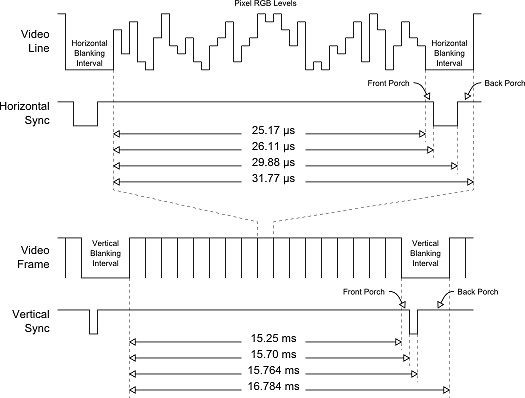 Pixel RGB Levels
Video
Line
Horizontal
Blanking
Interval
Horizontal
Blanking
Interval
Front Porch
Back Porch
Horizontal
Sync
25.17 µs
26.11 µs
29.88 µs
31.77 µs
Video
Frame
Vertical
Blanking
Interval
Vertical
Blanking
Interval
Front Porch
Back Porch
Vertical
Sync
15.25 ms
15.70 ms
15.764 ms
16.784 ms